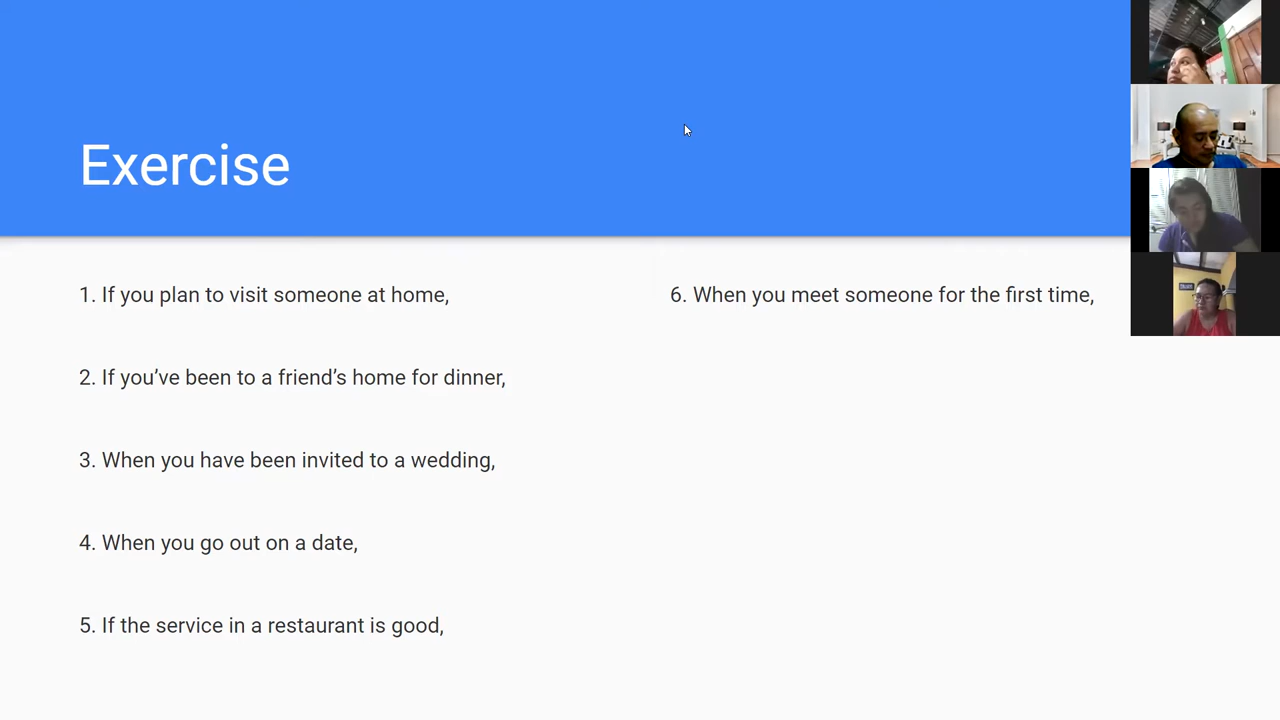 Exercise
1. If you plan to visit someone at home,
2. If you’ve been to a friend’s home for dinner,
3. When you have been invited to a wedding,
4. When you go out on a date,
5. If the service in a restaurant is good,
6. When you meet someone for the first time,